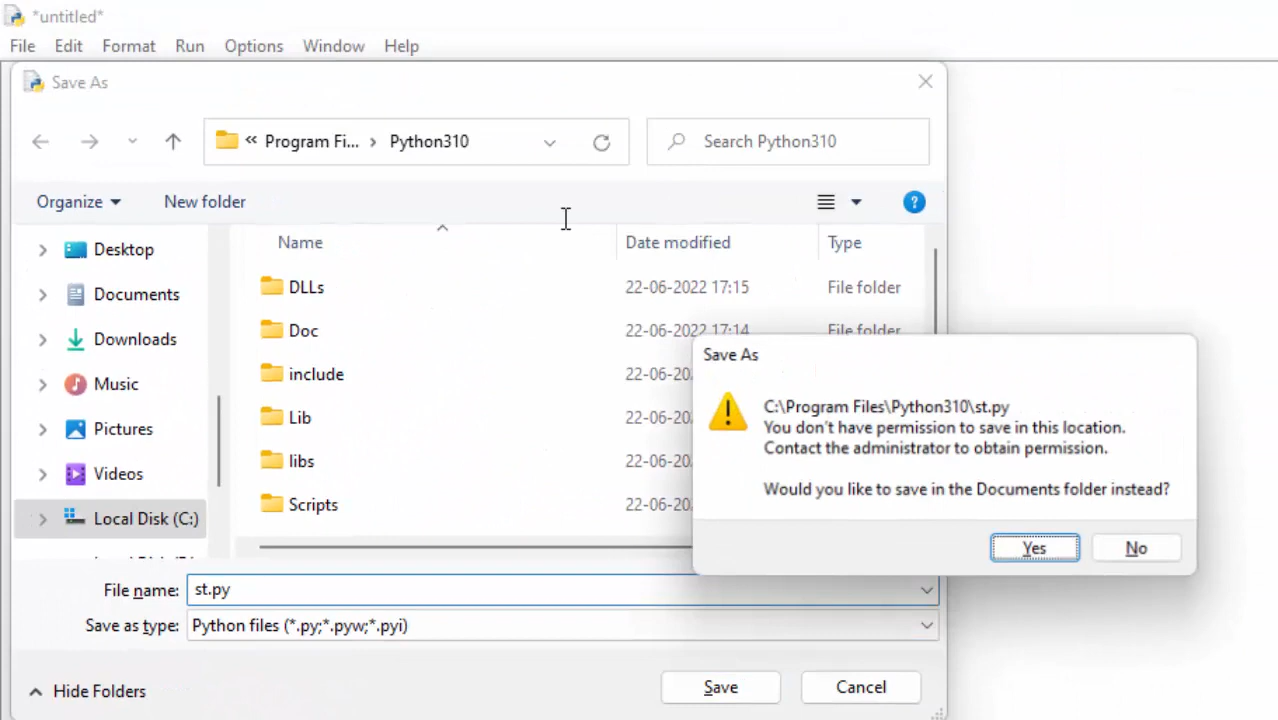 *untitled*
File Edit Format Run Options Window Help
Save As
« Program Fi... › Python310
Search Python310
Organize New folder
Name Date modified Type
Desktop
Documents
Downloads
Music
Pictures
Videos
Local Disk (C:)
DLLs 22-06-2022 17:15 File folder
Doc 22-06-2022 17:14 File folder
include
Lib
libs
Scripts
Save As
C:\Program Files\Python310\st.py
You don't have permission to save in this location.
Contact the administrator to obtain permission.
Would you like to save in the Documents folder instead?
Yes No
File name: st.py
Save as type: Python files (*.py;*.pyw;*.pyi)
Hide Folders Save Cancel